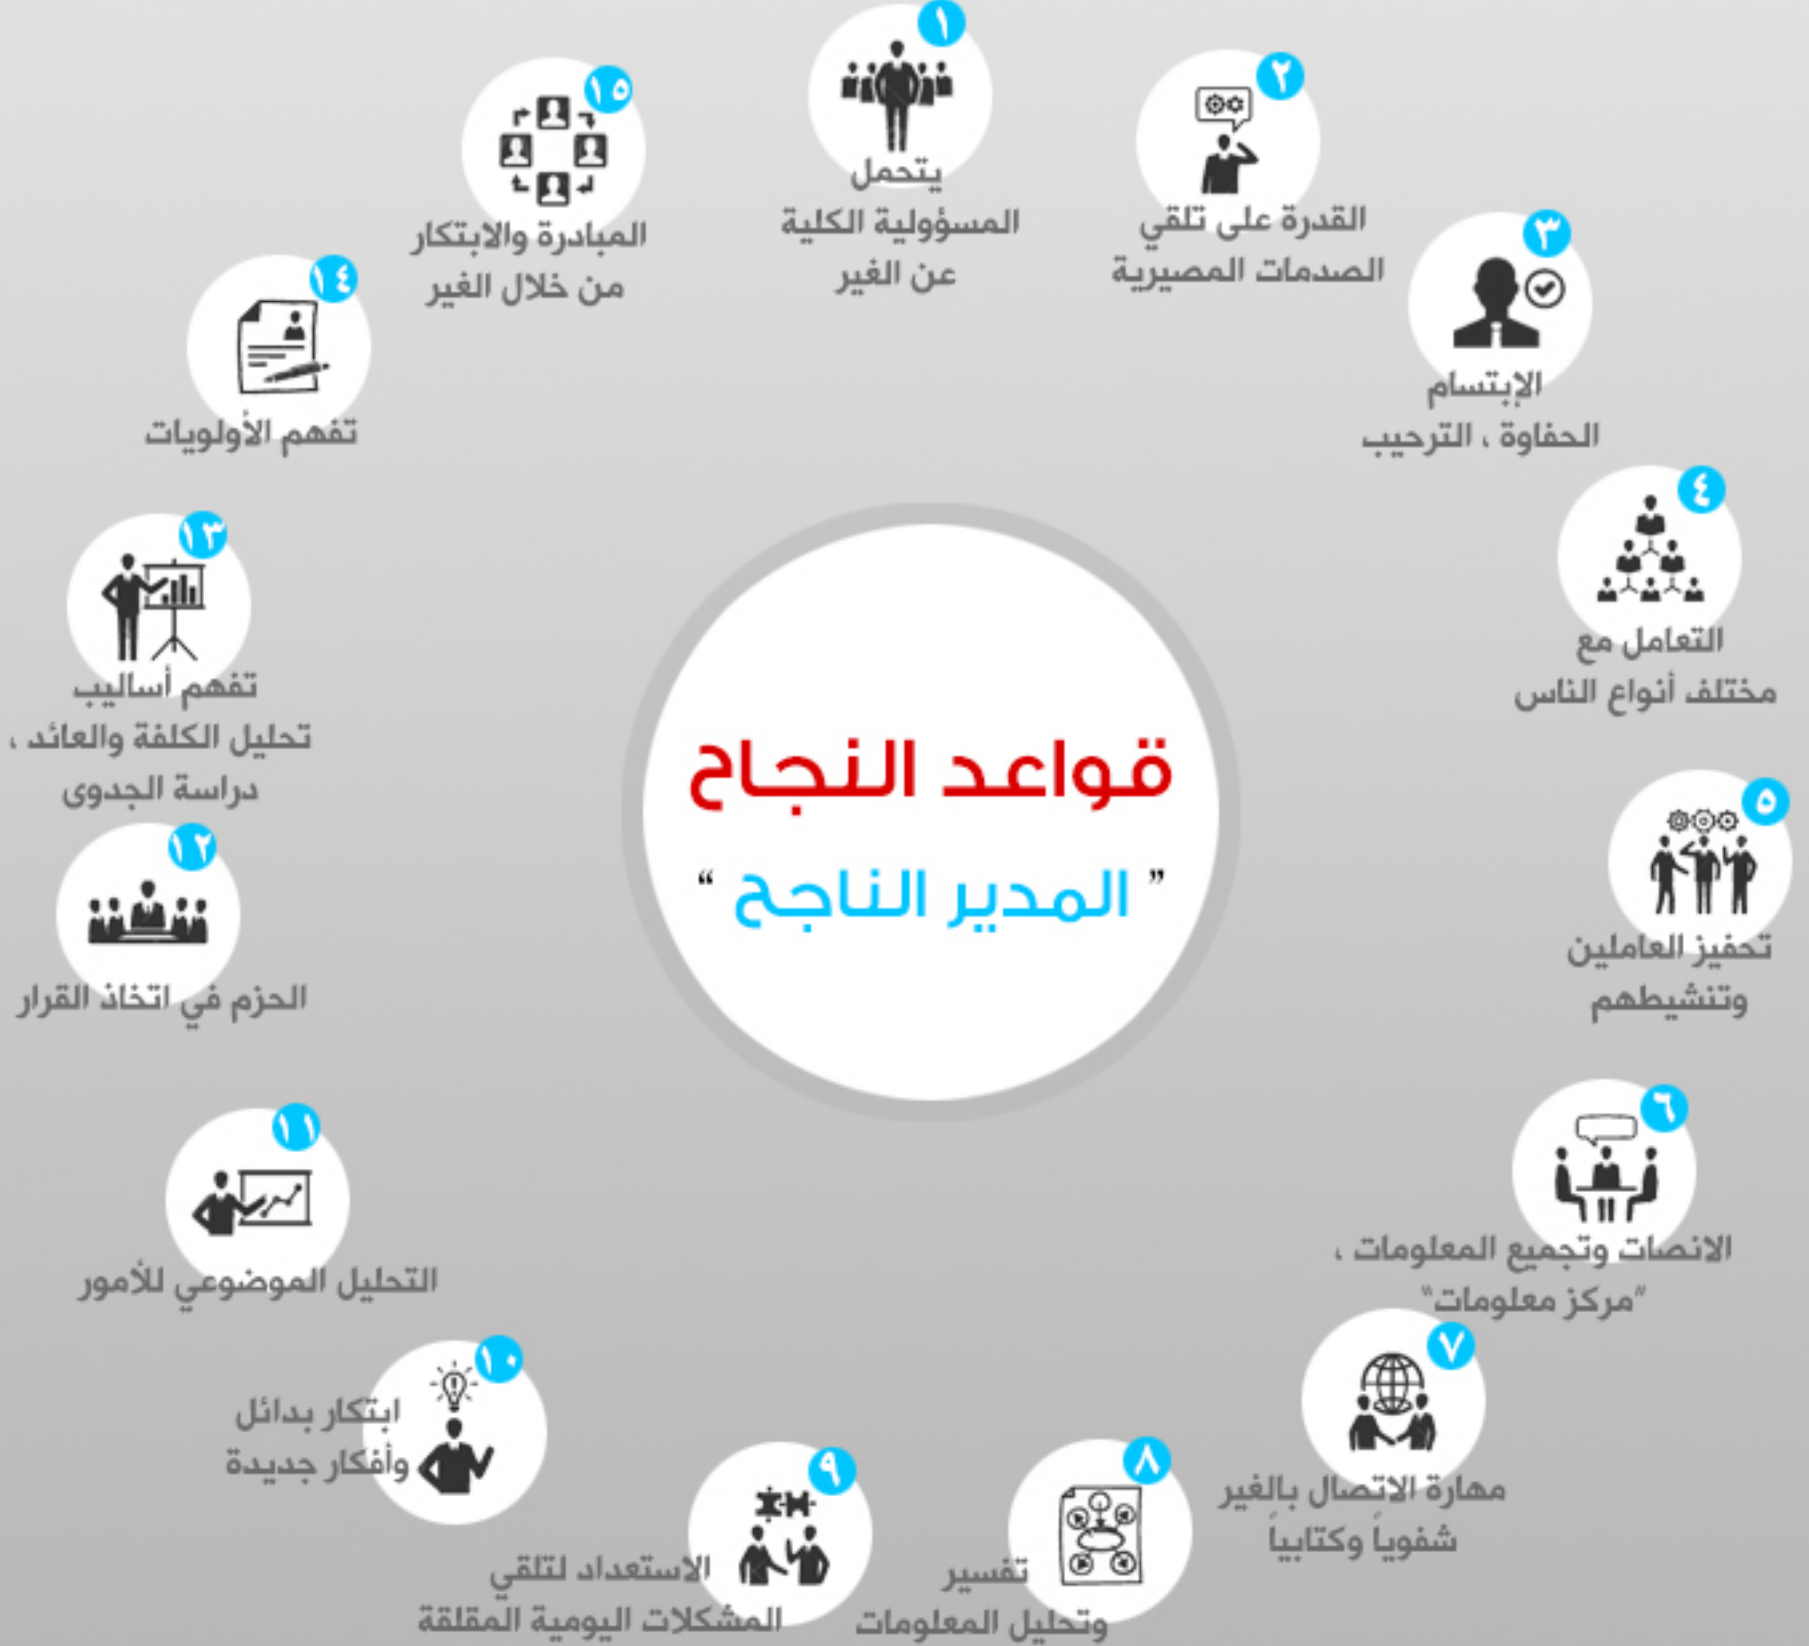 قواعد النجاح
" المدير الناجح "
١
يتحمل
المسؤولية الكلية
عن الغير
٢
القدرة على تلقي
الصدمات المصيرية
٣
الإبتسام
الحفاوة ، الترحيب
٤
التعامل مع
مختلف أنواع الناس
٥
تحفيز العاملين
وتنشيطهم
٦
الانصات وتجميع المعلومات ،
"مركز معلومات"
٧
مهارة الاتصال بالغير
شفوياً وكتابياً
٨
تفسير
وتحليل المعلومات
٩
الاستعداد لتلقي
المشكلات اليومية المقلقة
١٠
ابتكار بدائل
وأفكار جديدة
١١
التحليل الموضوعي للأمور
١٢
الحزم في اتخاذ القرار
١٣
تفهم أساليب
تحليل الكلفة والعائد ،
دراسة الجدوى
١٤
تفهم الأولويات
١٥
المبادرة والابتكار
من خلال الغير